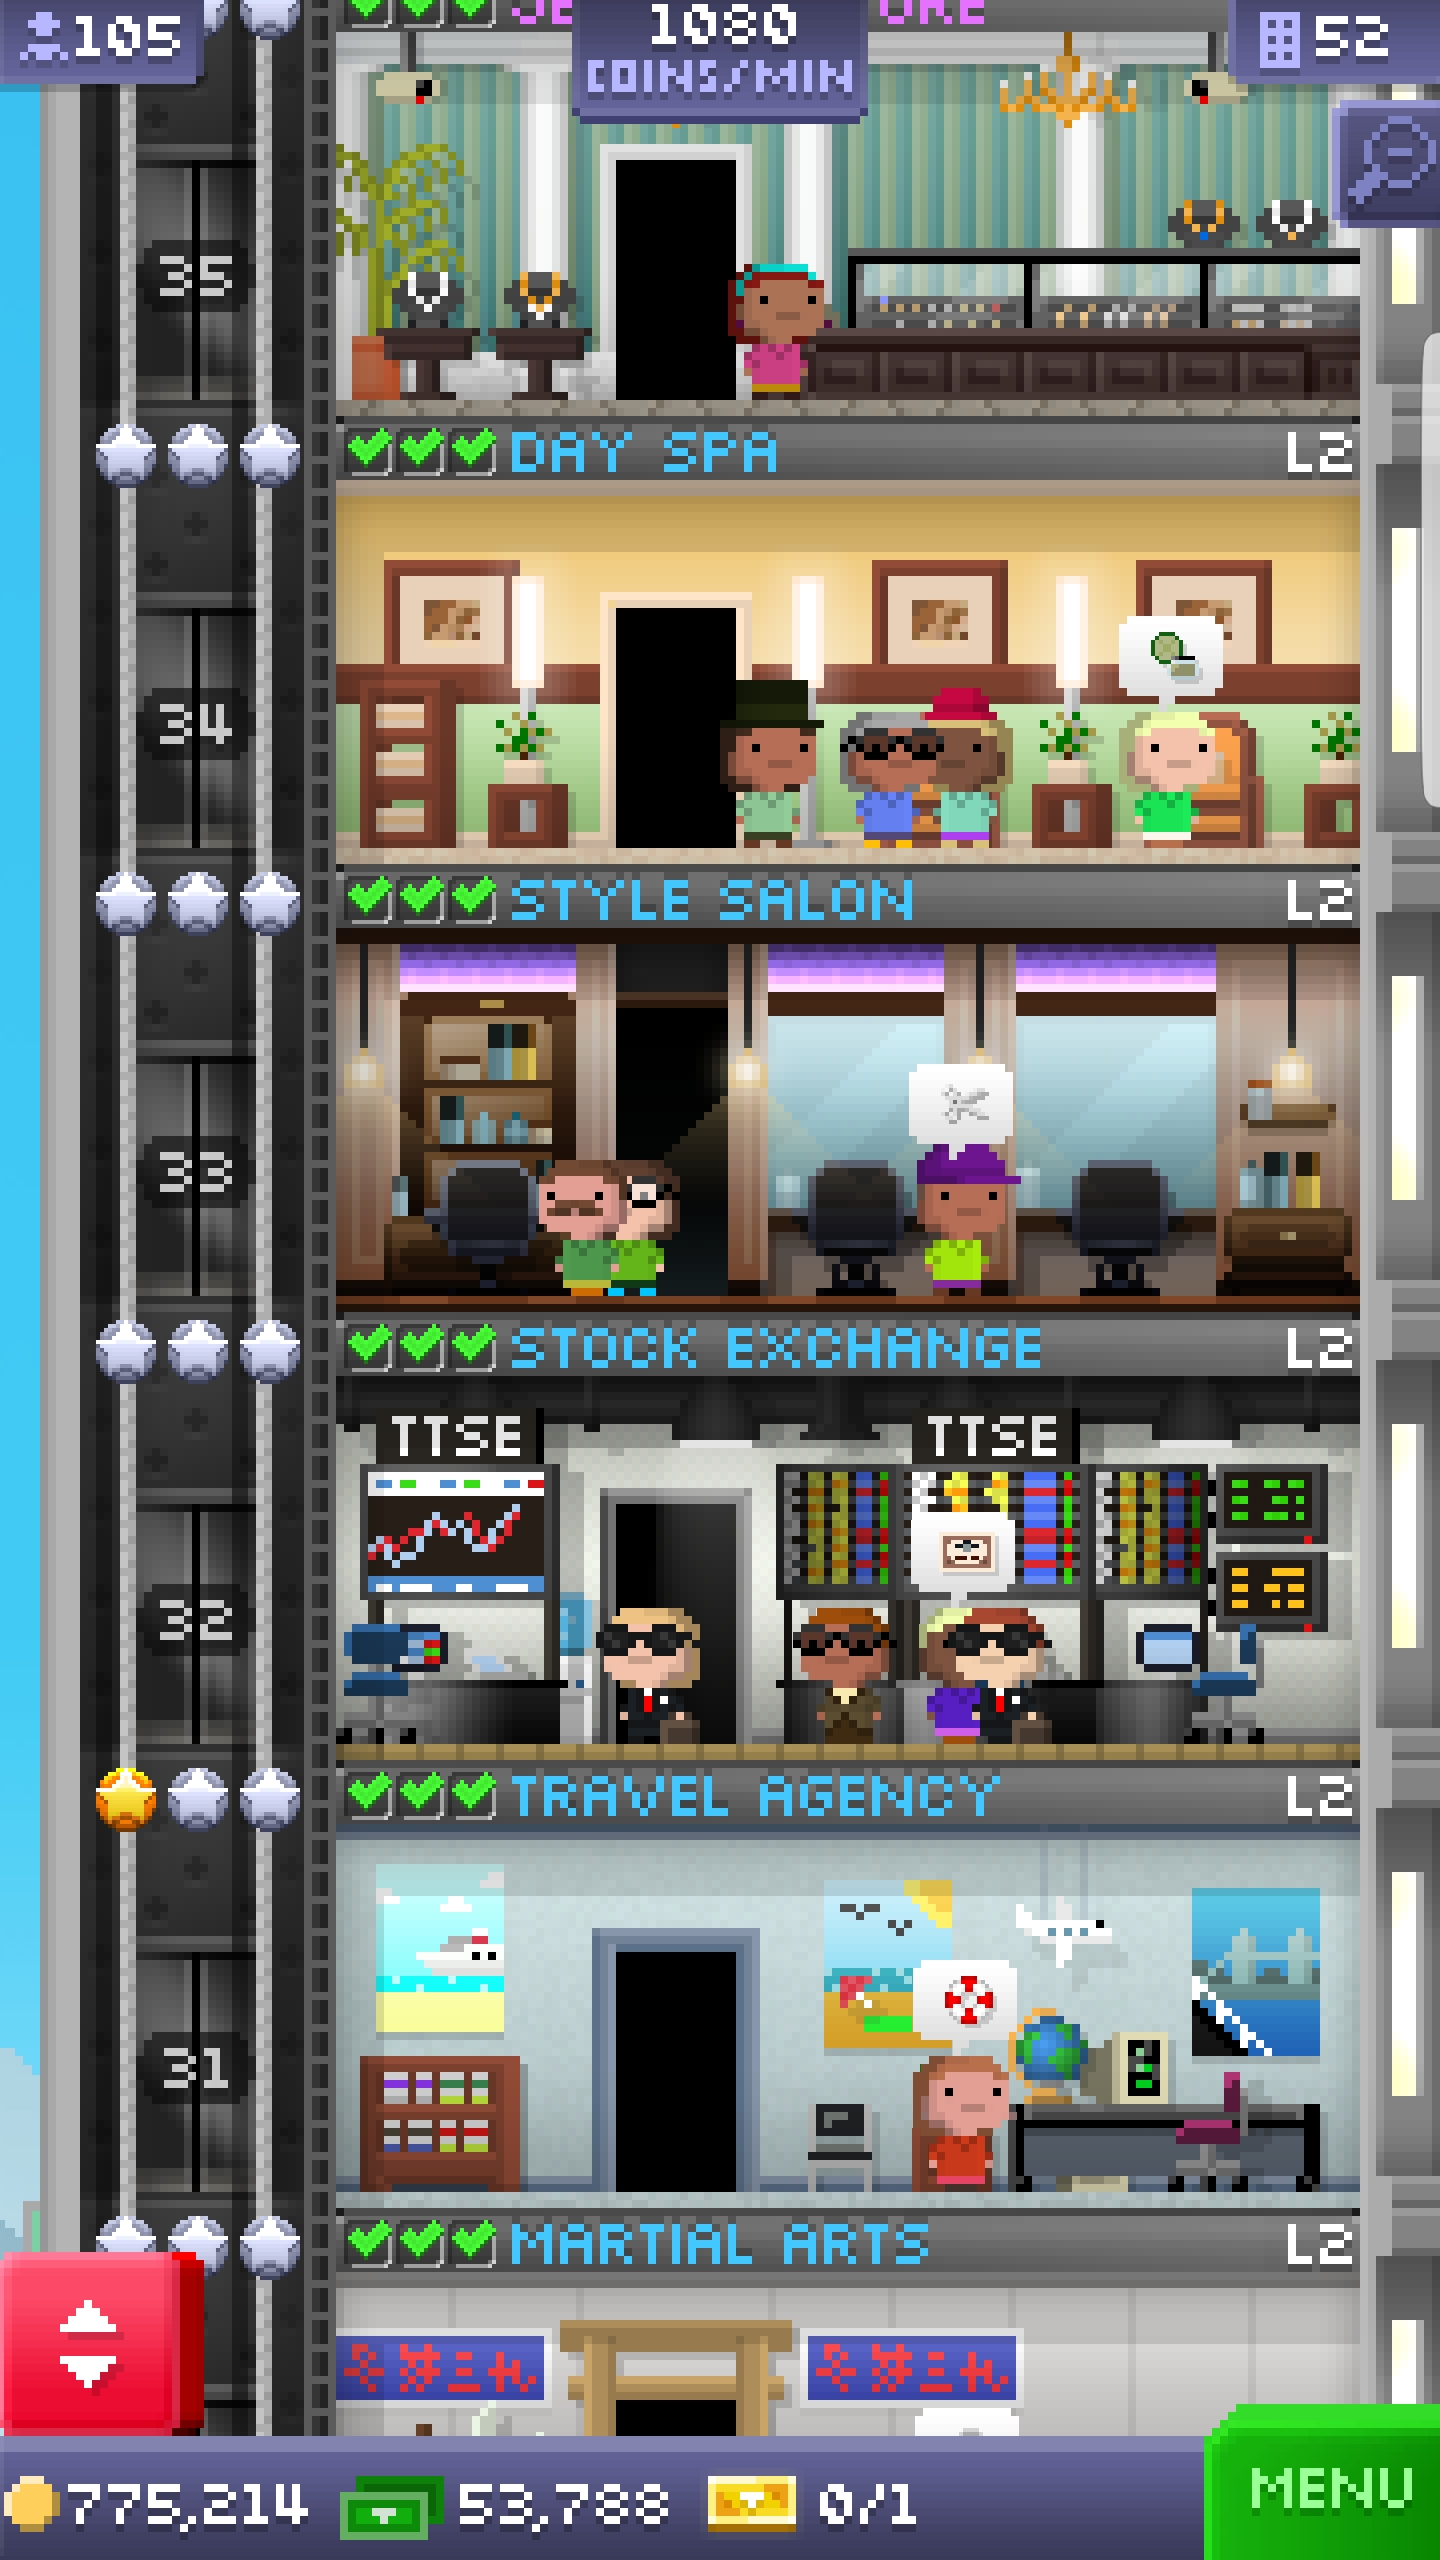 105
1080
COINS/MIN
52
35
DAY SPA L2
34
STYLE SALON L2
33
STOCK EXCHANGE L2
TTSE TTSE
32
TRAVEL AGENCY L2
31
MARTIAL ARTS L2
775,214 53,788 0/1
MENU